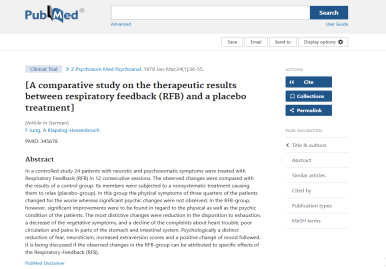 PubMed®
Search
Advanced
User Guide
Save
Email
Send to
Display options
Clinical Trial
> Z Psychosom Med Psychoanal. 1978 Jan-Mar;24(1):36-55.
[A comparative study on the therapeutic results
between respiratory feedback (RFB) and a placebo
treatment]
[Article in German]
F Jung, A Klapsing-Hessenbruch
PMID: 345678
Abstract
In a controlled study 24 patients with neurotic and psychosomatic symptoms were treated with
Respiratory Feedback (RFB) in 12 consecutive sessions. The observed changes were compared with
the results of a control group. Its members were subjected to a nonsystematic treatment causing
them to relax (placebo-group). In this group the physical symptoms of three quarters of the patients
changed for the worse whereas significant psychic changes were not observed. In the RFB-group,
however, significant improvements were to be found in regard to the physical as well as the psychic
condition of the patients. The most distinctive changes were reduction in the disposition to exhaustion,
a decrease of the vegetative symptoms, and a decline of the complaints about heart trouble, poor
circulation and pains in parts of the stomach and intestinal system. Psychologically a distinct
reduction of fear, neuroticism, increased extraversion scores and a positive change of mood followed.
It is being discussed if the observed changes in the RFB-group can be attributed to specific effects of
the Respiratory-Feedback (RFB).
PubMed Disclaimer
ACTIONS
Cite
Collections
Permalink
PAGE NAVIGATION
Title & authors
Abstract
Similar articles
Cited by
Publication types
MeSH terms